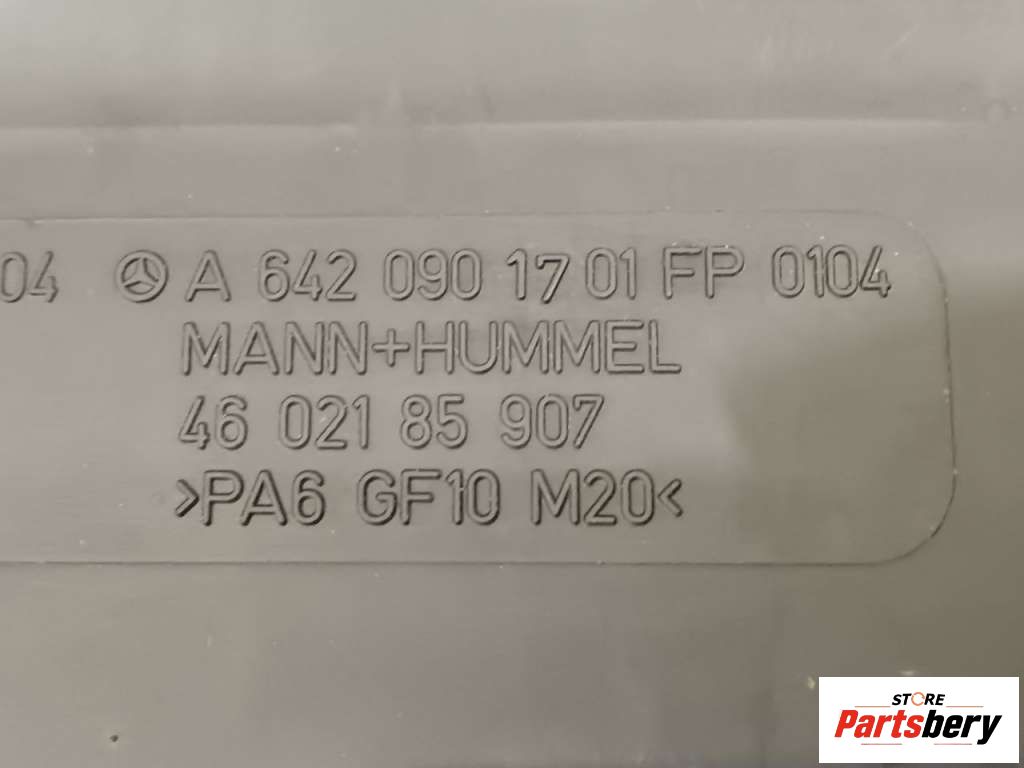 04 A 642 090 17 01 FP 0104
MANN+HUMMEL
46 021 85 907
>PA6 GF10 M20<
STORE
Partsbery